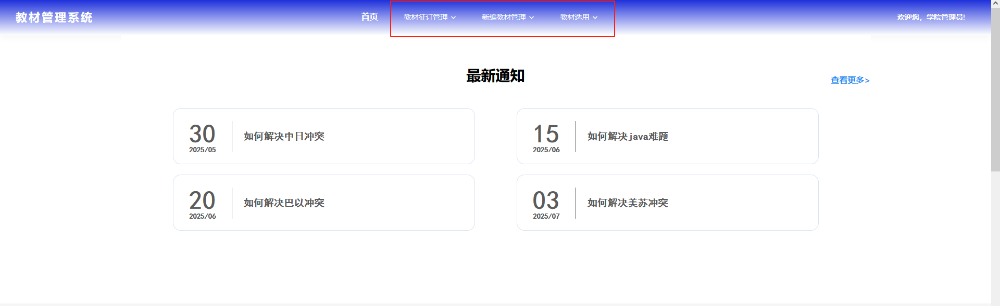 教材管理系统
首页
教材征订管理
新编教材管理
教材选用
欢迎您，学院管理员!
最新通知
查看更多>
30
2025/05
如何解决中日冲突
15
2025/06
如何解决java难题
20
2025/06
如何解决巴以冲突
03
2025/07
如何解决美苏冲突